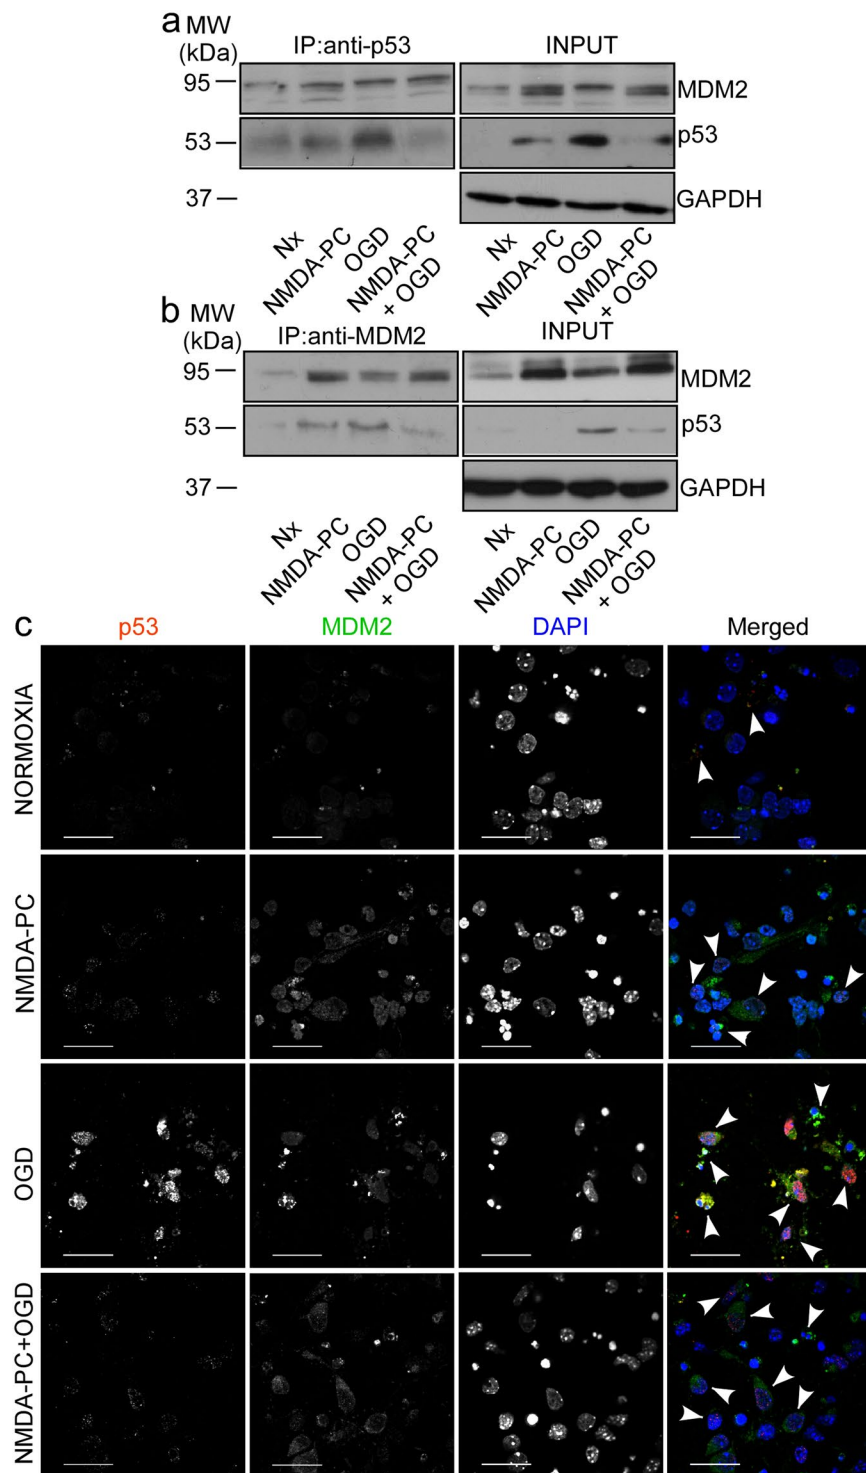 a MW (kDa)
IP:anti-p53 INPUT
95 MDM2
53 p53
37 GAPDH
Nx NMDA-PC OGD NMDA-PC + OGD Nx NMDA-PC OGD NMDA-PC + OGD
b MW (kDa)
IP:anti-MDM2 INPUT
95 MDM2
53 p53
37 GAPDH
Nx NMDA-PC OGD NMDA-PC + OGD Nx NMDA-PC OGD NMDA-PC + OGD
c p53 MDM2 DAPI Merged
NORMOXIA
NMDA-PC
OGD
NMDA-PC+OGD